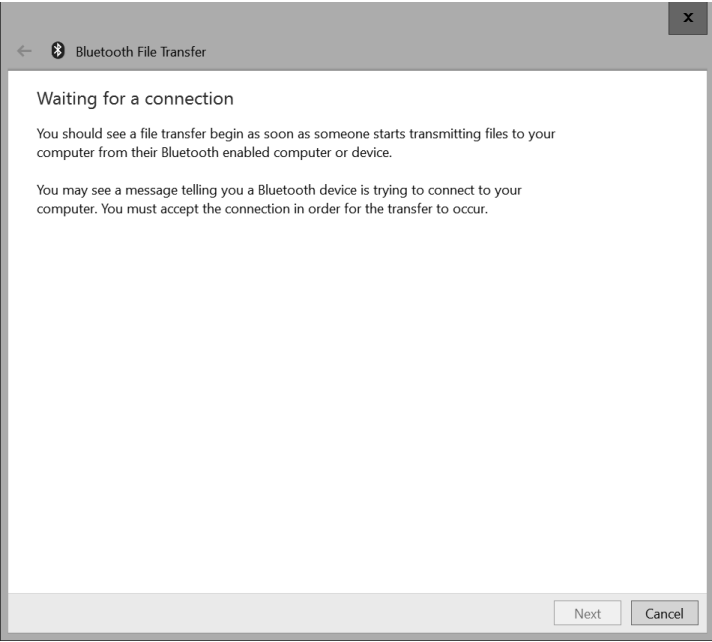 x
Bluetooth File Transfer
Waiting for a connection
You should see a file transfer begin as soon as someone starts transmitting files to your
computer from their Bluetooth enabled computer or device.
You may see a message telling you a Bluetooth device is trying to connect to your
computer. You must accept the connection in order for the transfer to occur.
Next Cancel